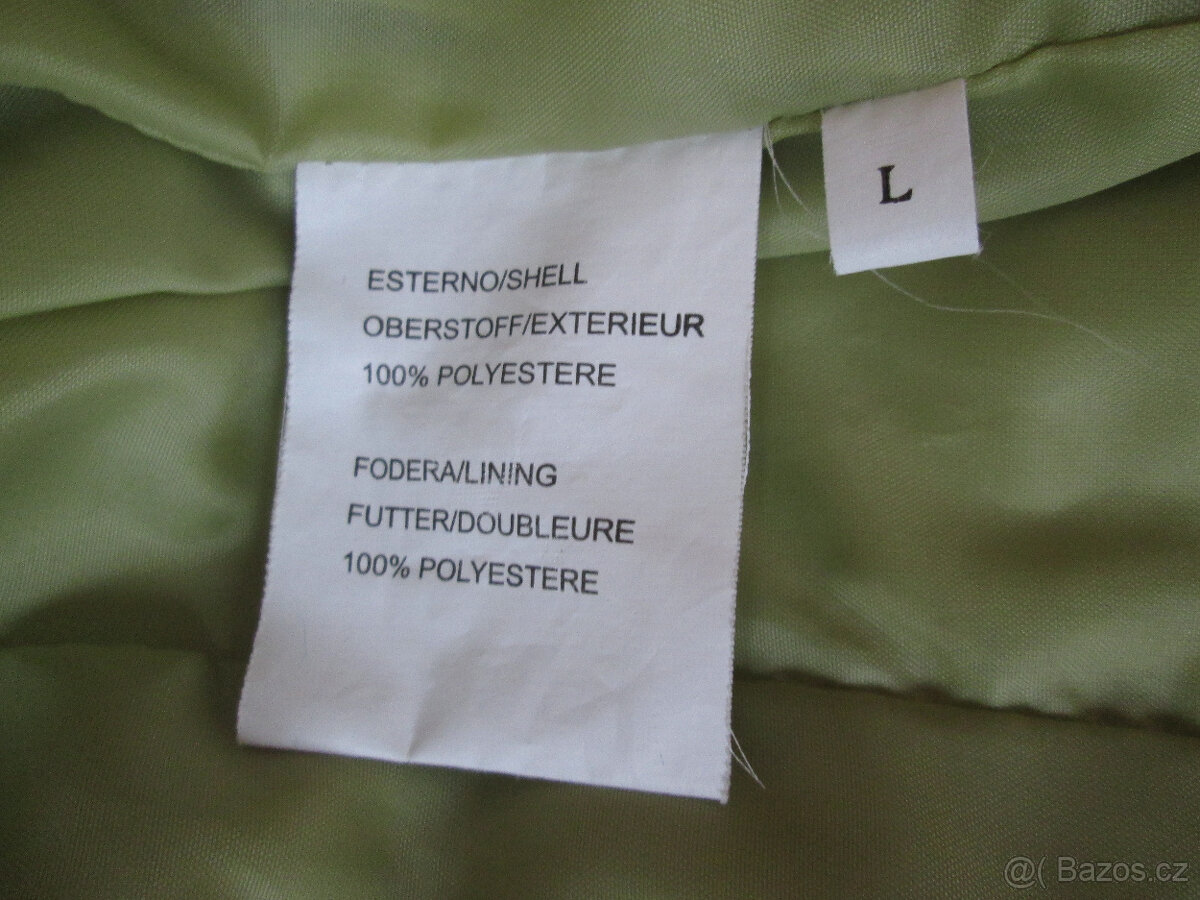 L
ESTERNO/SHELL
OBERSTOFF/EXTERIEUR
100% POLYESTERE
FODERA/LINING
FUTTER/DOUBLEURE
100% POLYESTERE
@( Bazos.cz